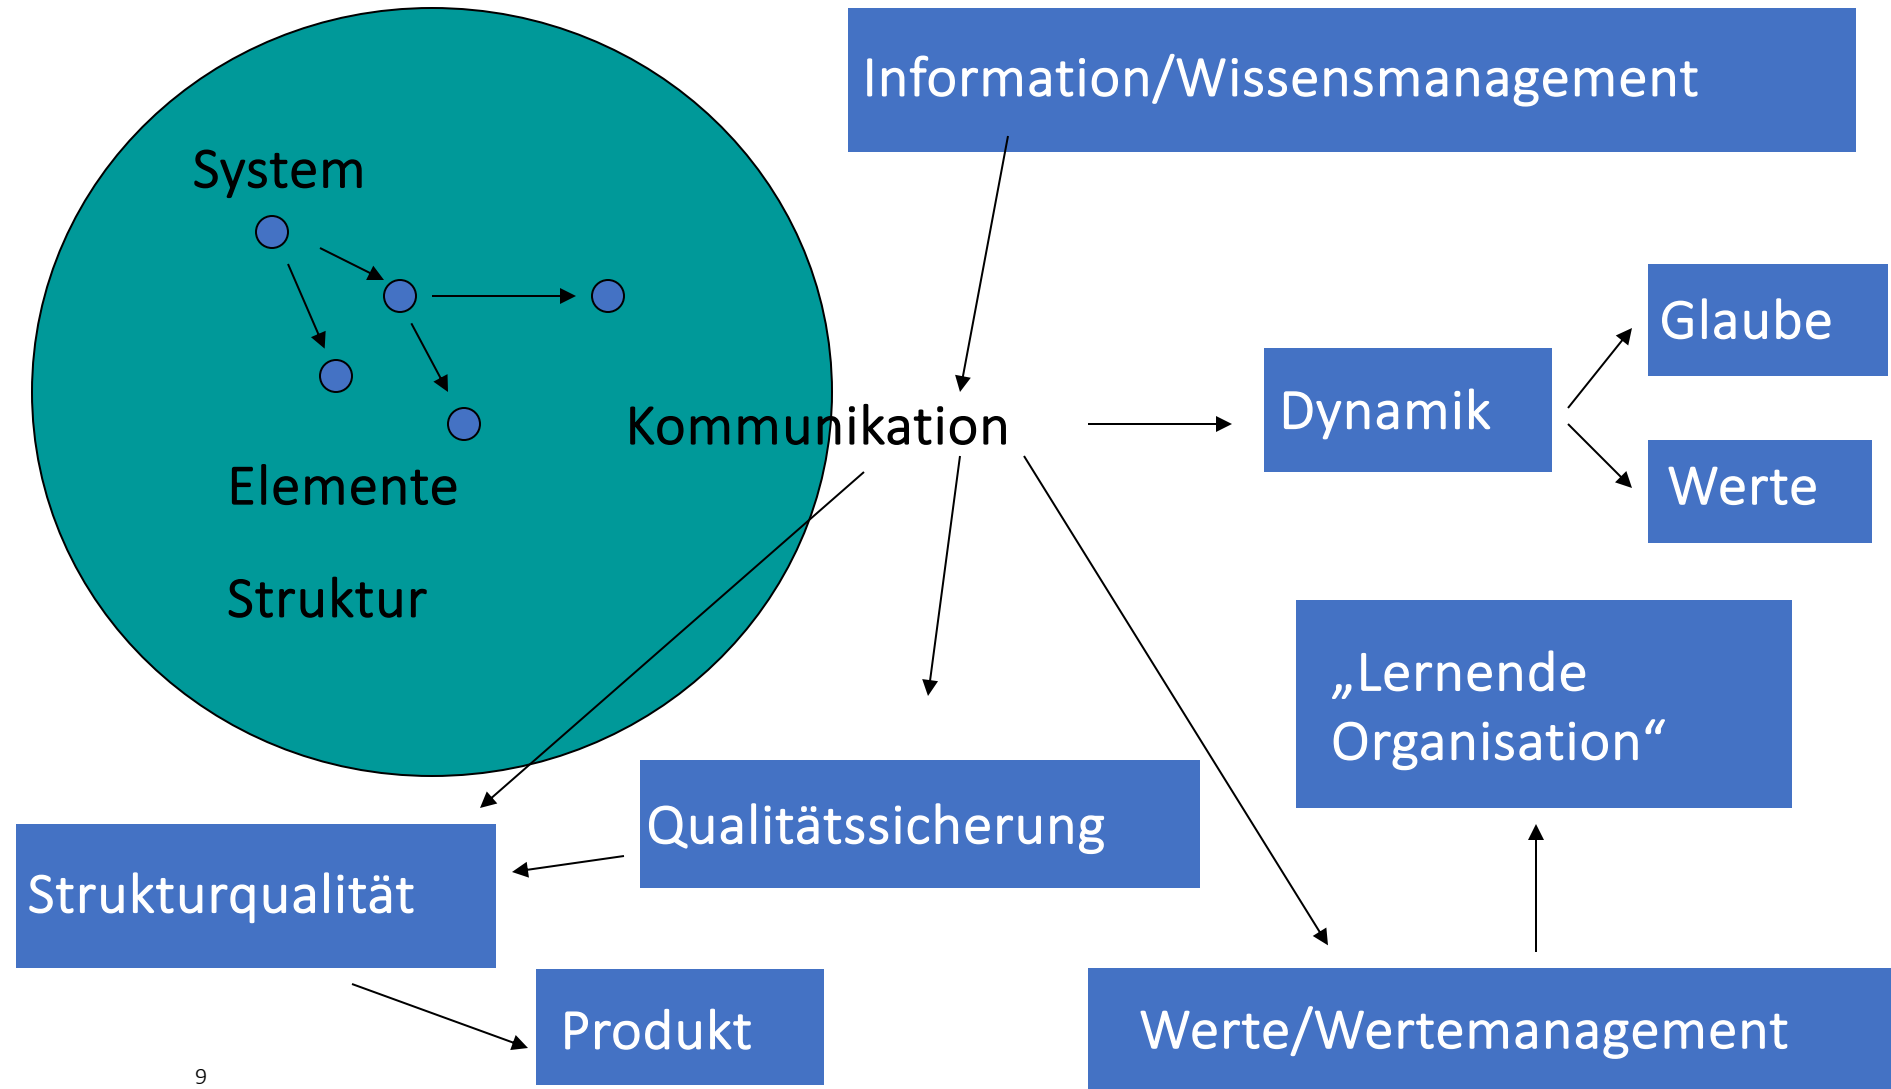 Information/Wissensmanagement
System
Glaube
Dynamik
Kommunikation
Werte
Elemente
Struktur
„Lernende
Organisation“
Qualitätssicherung
Strukturqualität
Produkt
Werte/Wertemanagement
9